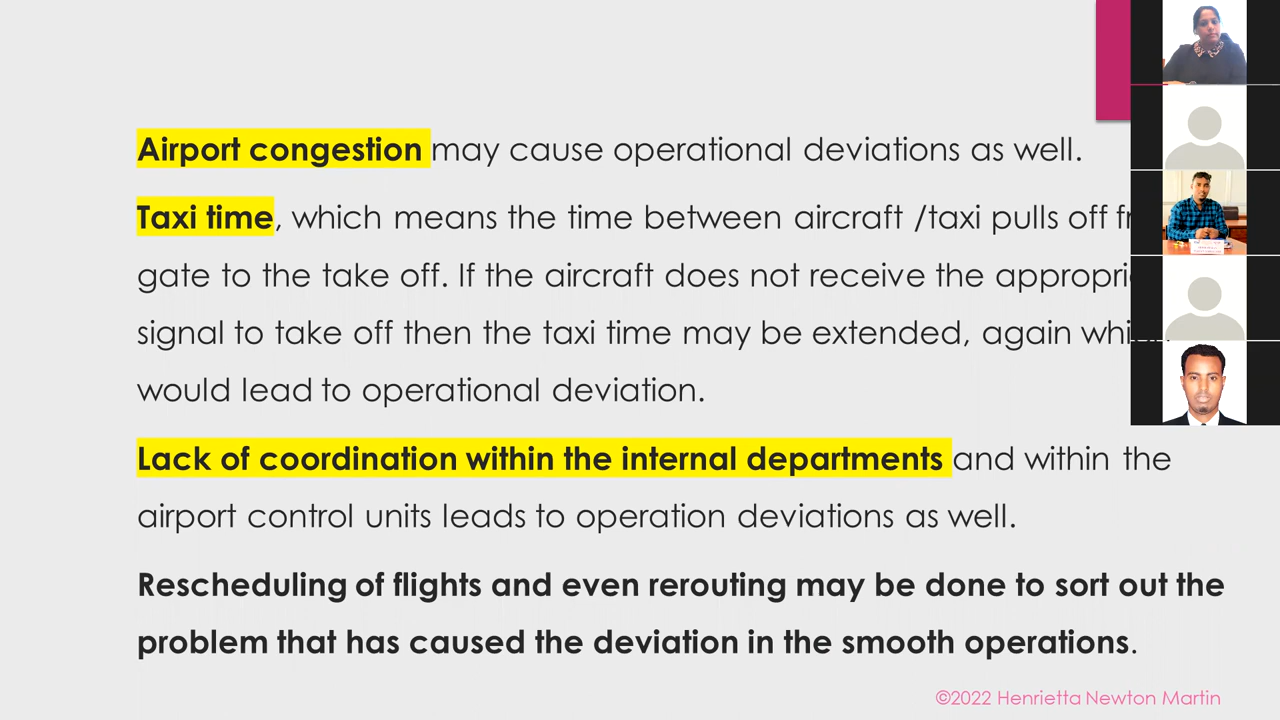 Airport congestion may cause operational deviations as well.
Taxi time, which means the time between aircraft /taxi pulls off
gate to the take off. If the aircraft does not receive the
signal to take off then the taxi time may be extended, again
would lead to operational deviation.
Lack of coordination within the internal departments and within the
airport control units leads to operation deviations as well.
Rescheduling of flights and even rerouting may be done to sort out the
problem that has caused the deviation in the smooth operations.
©2022 Henrietta Newton Martin